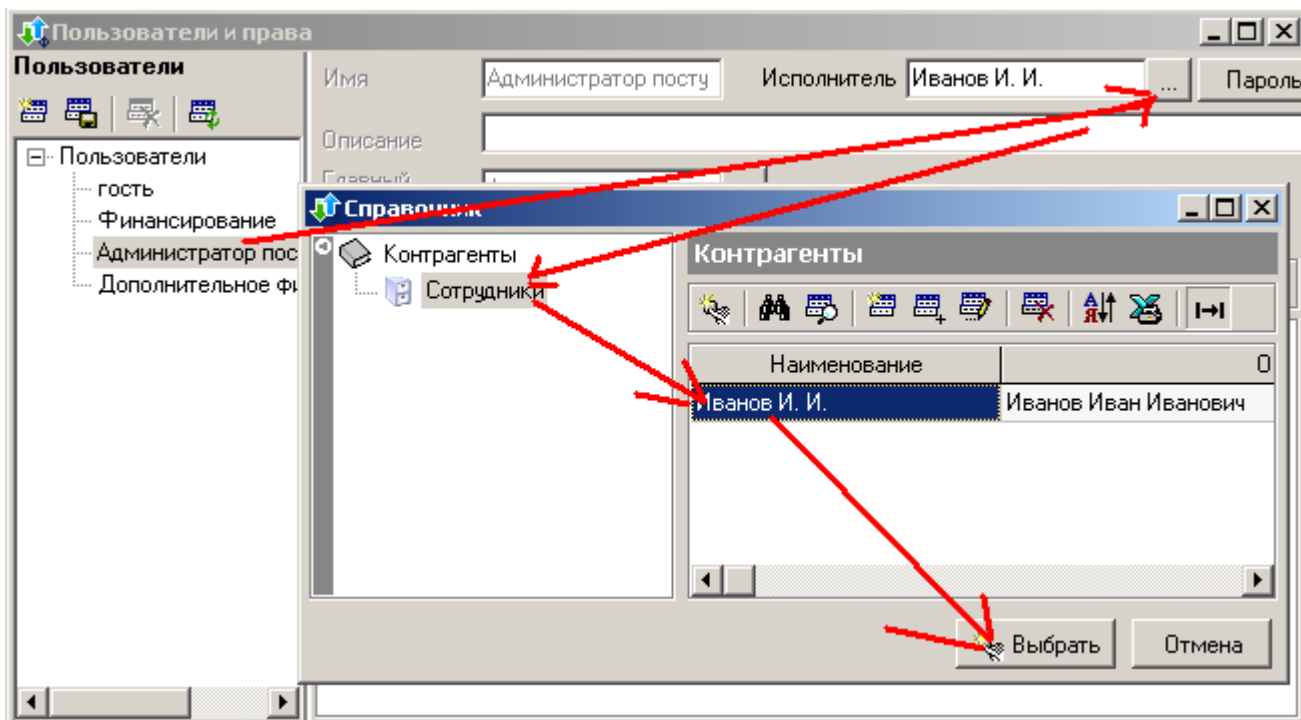 Пользователи и права
Пользователи
Имя
Администратор посту
Исполнитель
Иванов И. И.
...
Пароль
Описание
Главный
Пользователи
гость
Финансирование
Администратор пос
Дополнительное
Справочник
Контрагенты
Сотрудники
Контрагенты
Наименование
О
Иванов И. И.
Иванов Иван Иванович
Выбрать
Отмена